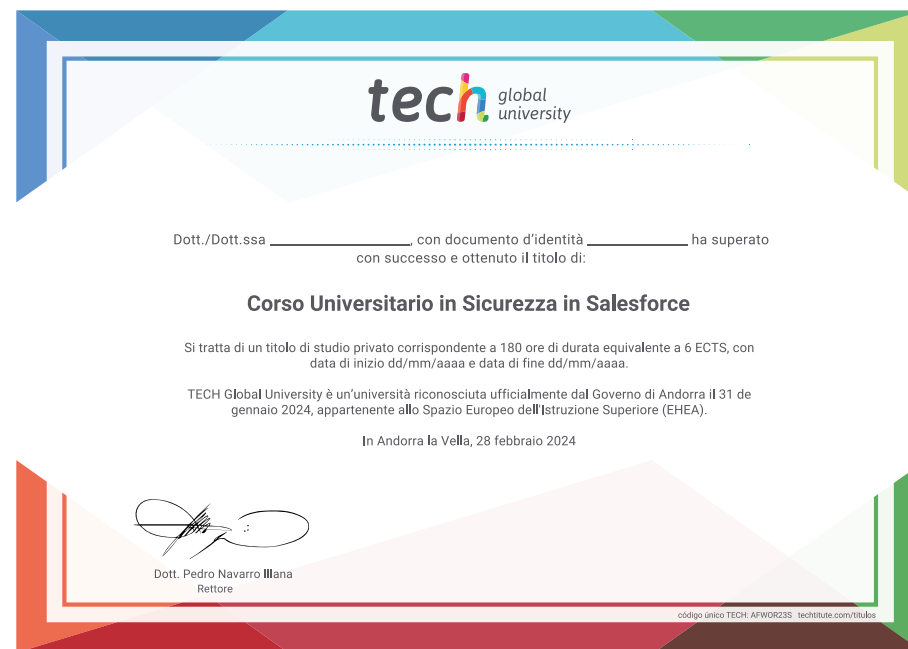 tech global university
Dott./Dott.ssa ____________________, con documento d'identità ______________ ha superato
con successo e ottenuto il titolo di:
Corso Universitario in Sicurezza in Salesforce
Si tratta di un titolo di studio privato corrispondente a 180 ore di durata equivalente a 6 ECTS, con
data di inizio dd/mm/aaaa e data di fine dd/mm/aaaa.
TECH Global University è un'università riconosciuta ufficialmente dal Governo di Andorra il 31 de
gennaio 2024, appartenente allo Spazio Europeo dell'Istruzione Superiore (EHEA).
In Andorra la Vella, 28 febbraio 2024
Dott. Pedro Navarro Illana
Rettore
código único TECH: AFWOR23S techtitute.com/titulos